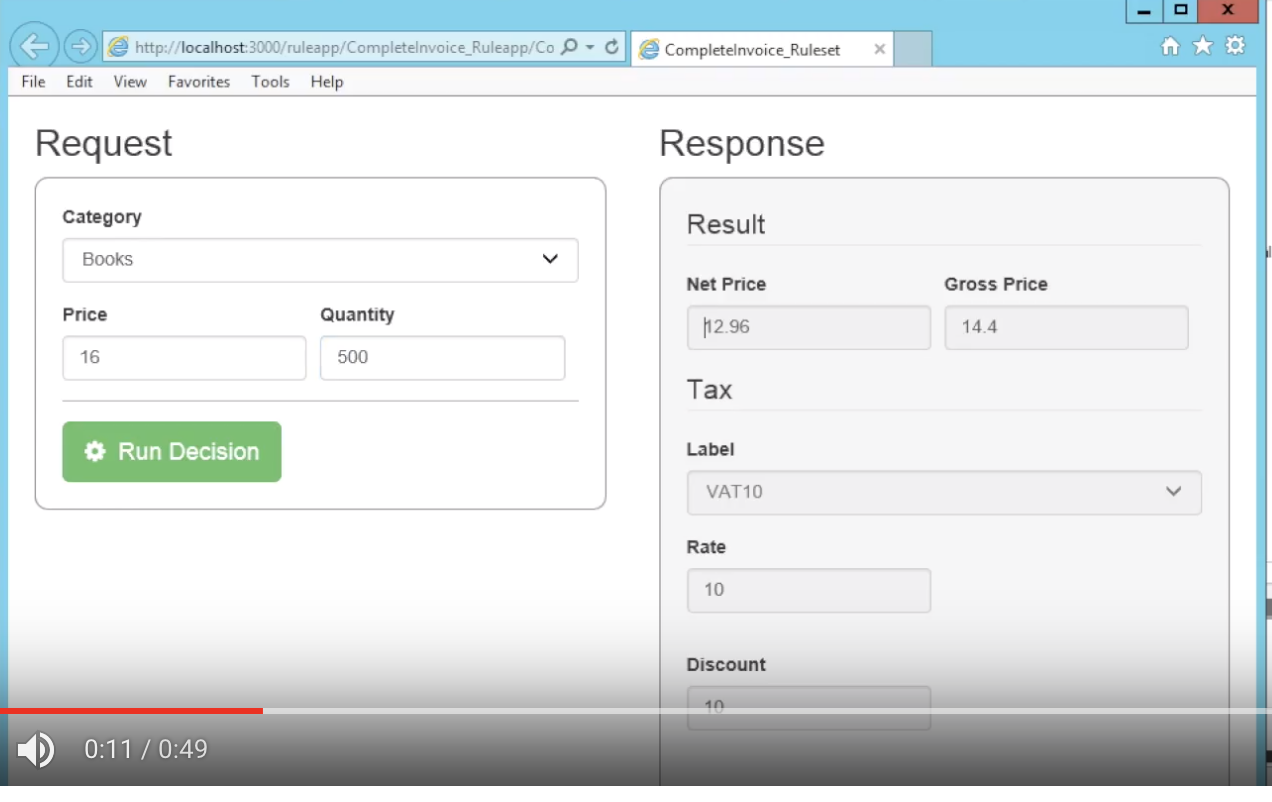 http://localhost:3000/ruleapp/CompleteInvoice_Ruleapp/Co
CompleteInvoice_Ruleset
File Edit View Favorites Tools Help
Request
Category
Books
Price Quantity
16 500
Run Decision
Response
Result
Net Price Gross Price
12.96 14.4
Tax
Label
VAT10
Rate
10
Discount
10
0:11 / 0:49